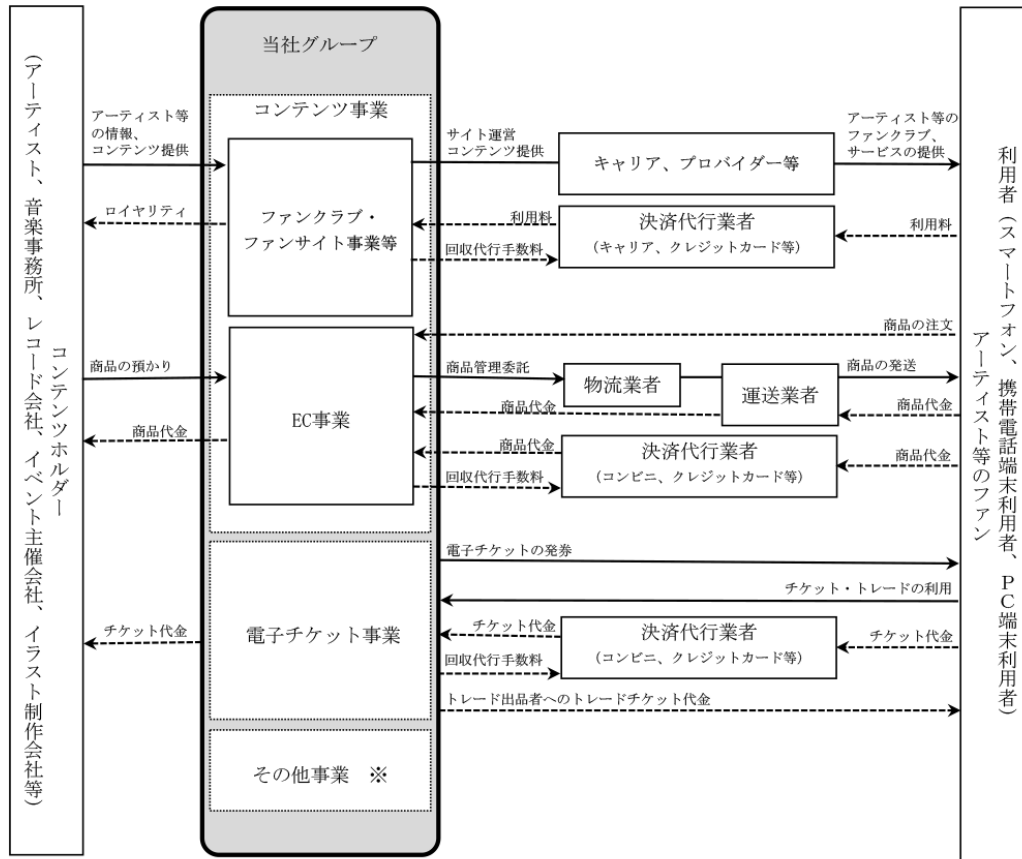 コンテンツホルダー
(アーティスト、音楽事務所、レコード会社、イベント主催会社、イラスト制作会社等)
当社グループ
コンテンツ事業
アーティスト等
の情報、
コンテンツ提供
ロイヤリティ
ファンクラブ・
ファンサイト事業等
サイト運営
コンテンツ提供
キャリア、プロバイダー等
アーティスト等の
ファンクラブ、
サービスの提供
利用料
決済代行業者
(キャリア、クレジットカード等)
利用料
回収代行手数料
商品の注文
商品の預かり
商品代金
EC事業
商品管理委託
物流業者
運送業者
商品の発送
商品代金
商品代金
商品代金
決済代行業者
(コンビニ、クレジットカード等)
商品代金
回収代行手数料
電子チケットの発券
チケット・トレードの利用
チケット代金
電子チケット事業
チケット代金
決済代行業者
(コンビニ、クレジットカード等)
チケット代金
回収代行手数料
トレード出品者へのトレードチケット代金
その他事業 ※
利用者(スマートフォン、携帯電話端末利用者、PC端末利用者)
アーティスト等のファン